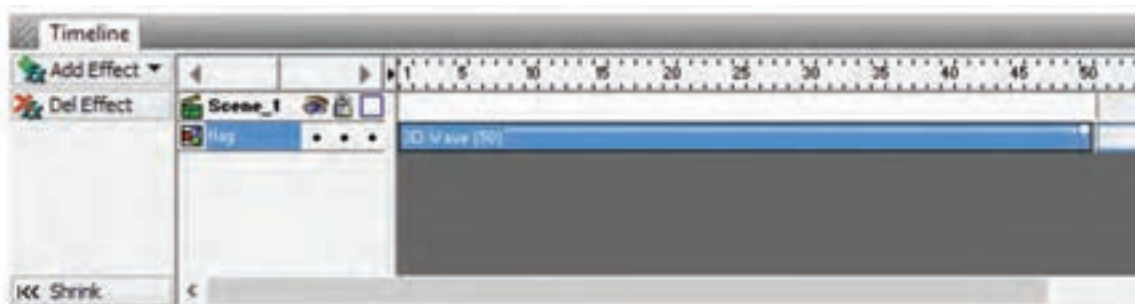 Timeline
Add Effect
1 5 10 15 20 25 30 35 40 45 50
Del Effect
Scene_1
flag
3D Wave (50)
Shrink